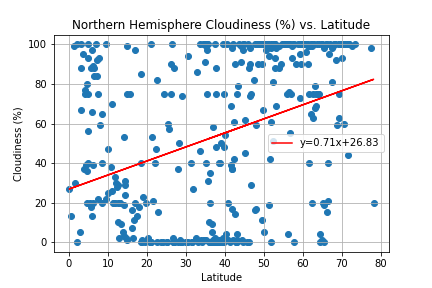 Northern Hemisphere Cloudiness (%) vs. Latitude
100
80
60
40
20
0
Cloudiness (%)
y=0.71x+26.83
0 10 20 30 40 50 60 70 80
Latitude